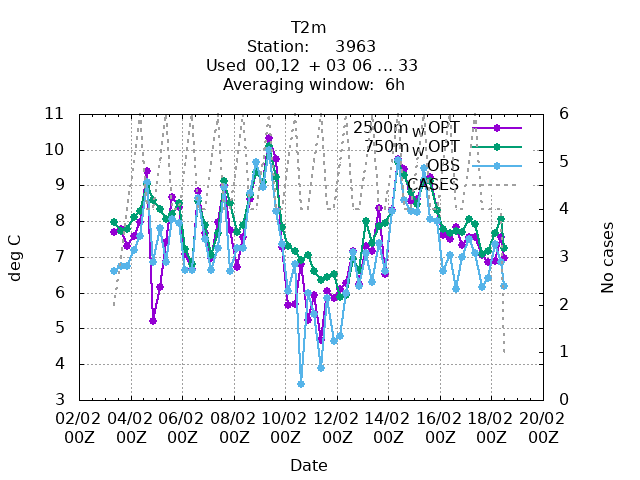 T2m
Station: 3963
Used 00,12 + 03 06 ... 33
Averaging window: 6h
2500m W OPT
750m W OPT
OBS
CASES
deg C
No cases
11
10
9
8
7
6
5
4
3
6
5
4
3
2
1
0
02/02 04/02 06/02 08/02 10/02 12/02 14/02 16/02 18/02 20/02
00Z 00Z 00Z 00Z 00Z 00Z 00Z 00Z 00Z 00Z
Date